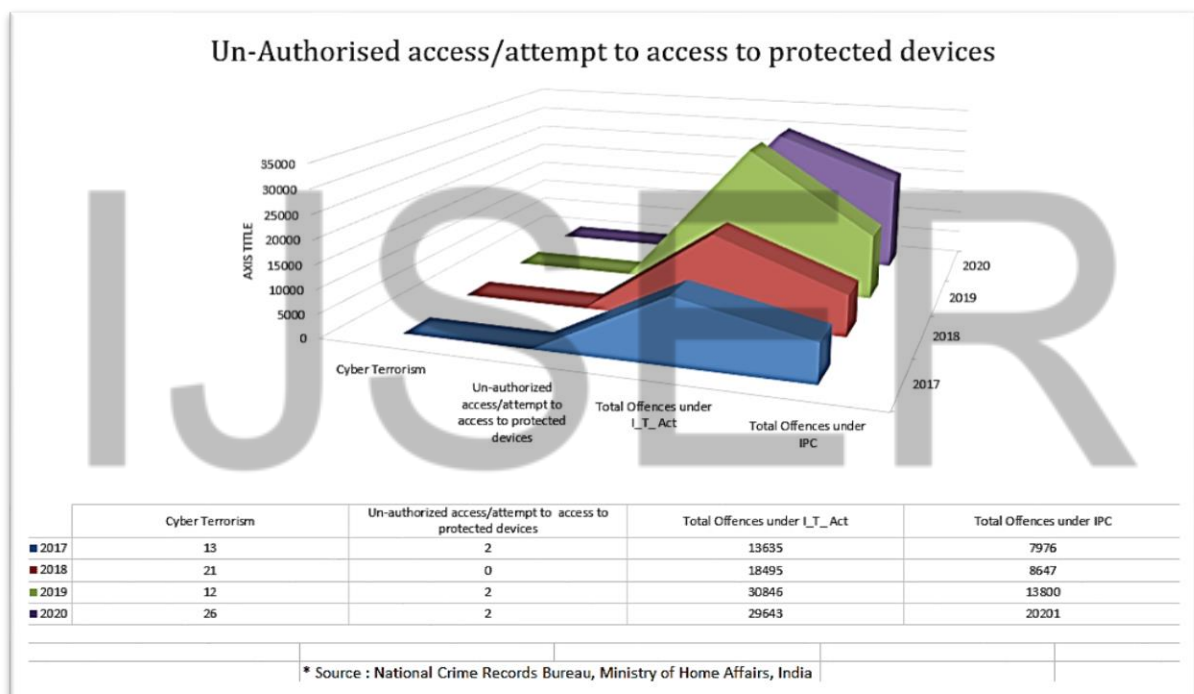 Un-Authorised access/attempt to access to protected devices
35000
30000
25000
20000
15000
10000
5000
0
AXIS TITLE
2020
2019
2018
2017
Cyber Terrorism
Un-authorized
access/attempt to
access to protected
devices
Total Offences under
I_T_ Act
Total Offences under
IPC
IJSER
Cyber Terrorism
Un-authorized access/attempt to access to
protected devices
Total Offences under I_T_ Act
Total Offences under IPC
2017 13 2 13635 7976
2018 21 0 18495 8647
2019 12 2 30846 13800
2020 26 2 29643 20201
* Source : National Crime Records Bureau, Ministry of Home Affairs, India